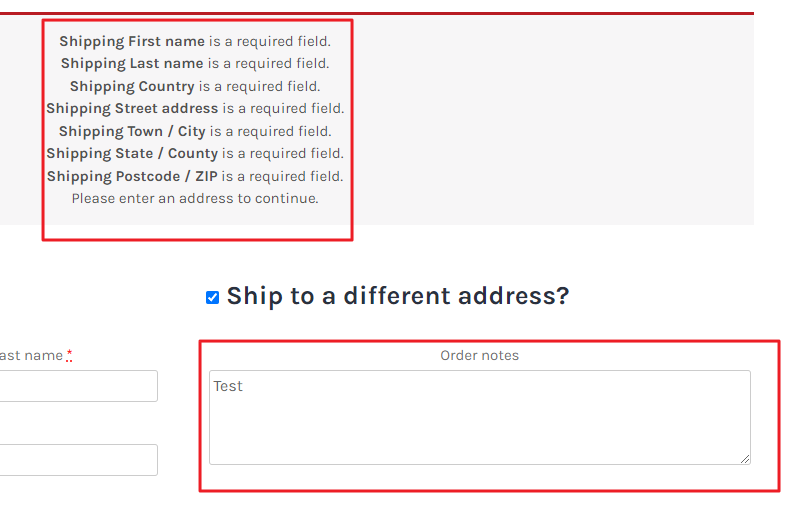 Shipping First name is a required field.
Shipping Last name is a required field.
Shipping Country is a required field.
Shipping Street address is a required field.
Shipping Town / City is a required field.
Shipping State / County is a required field.
Shipping Postcode / ZIP is a required field.
Please enter an address to continue.
Ship to a different address?
ast name *
Order notes
Test